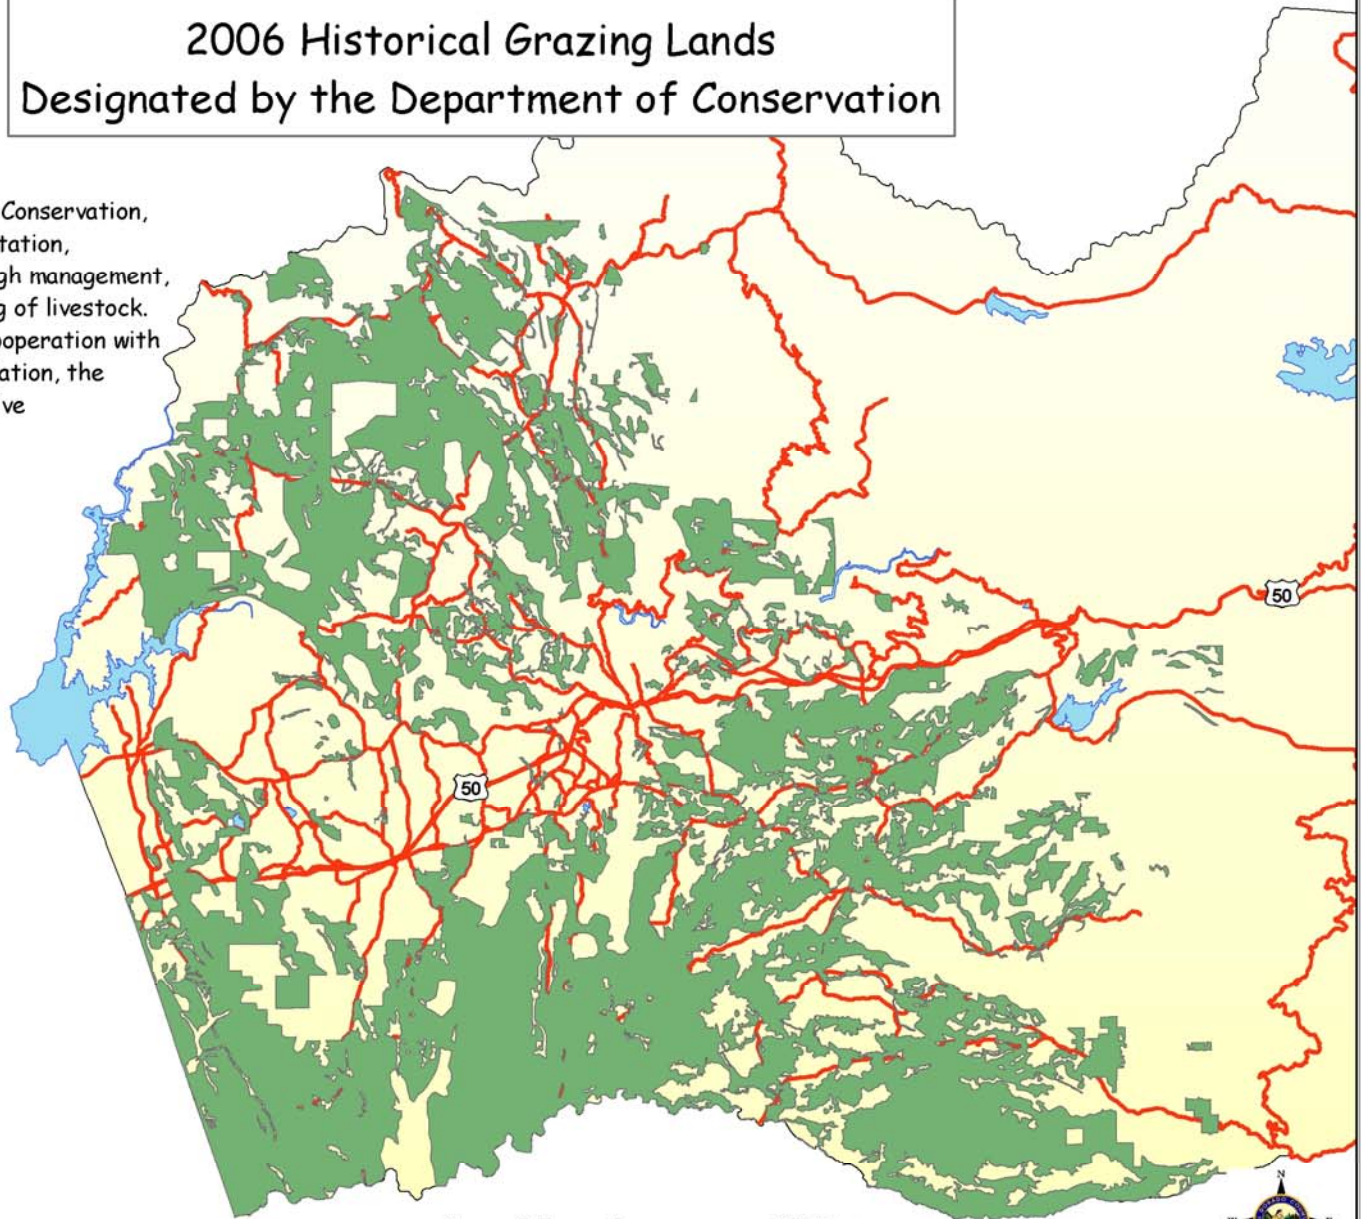 2006 Historical Grazing Lands
Designated by the Department of Conservation
Conservation,
tation,
gh management,
g of livestock.
ooperation with
ation, the
ve
50
50
N